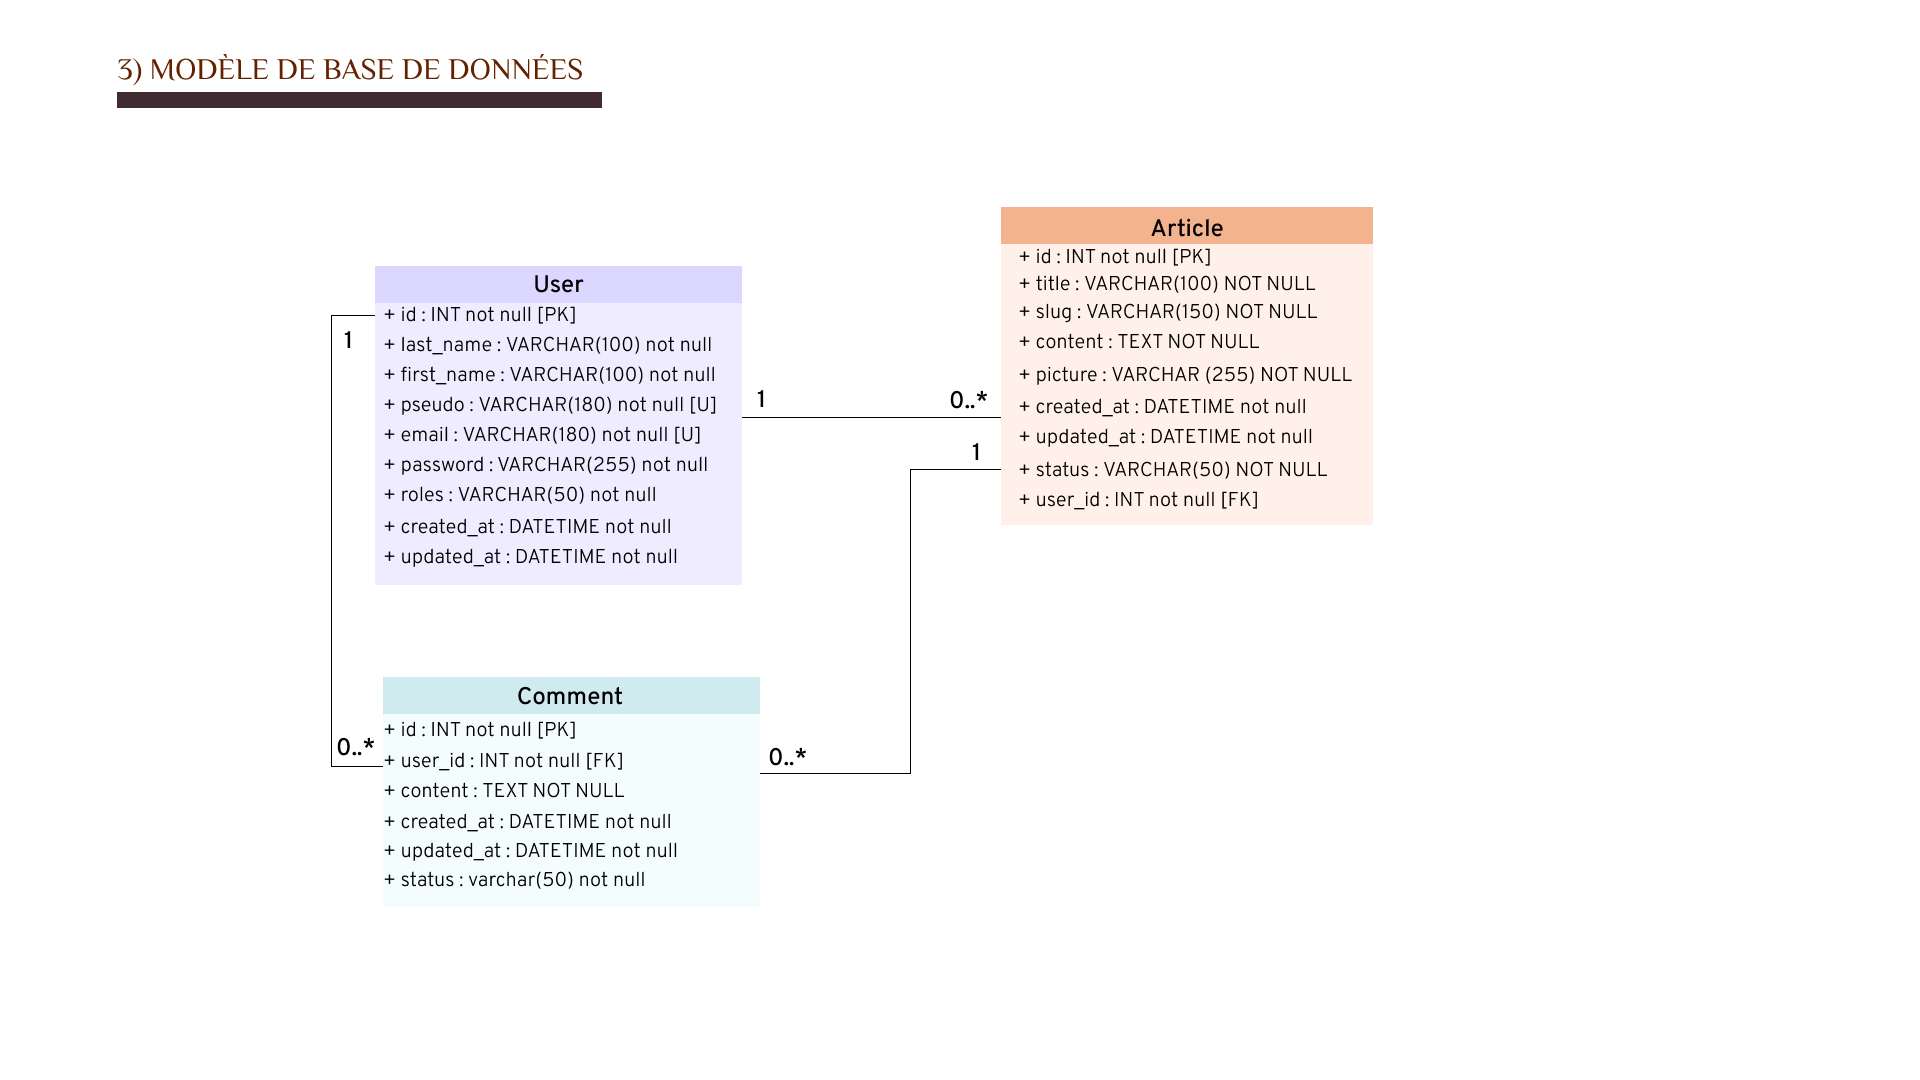 3) MODÈLE DE BASE DE DONNÉES
User
+ id : INT not null [PK]
+ last_name : VARCHAR(100) not null
+ first_name : VARCHAR(100) not null
+ pseudo : VARCHAR(180) not null [U]
+ email : VARCHAR(180) not null [U]
+ password : VARCHAR(255) not null
+ roles : VARCHAR(50) not null
+ created_at : DATETIME not null
+ updated_at : DATETIME not null
1
1
0..*
Article
+ id : INT not null [PK]
+ title : VARCHAR(100) NOT NULL
+ slug : VARCHAR(150) NOT NULL
+ content : TEXT NOT NULL
+ picture : VARCHAR (255) NOT NULL
+ created_at : DATETIME not null
+ updated_at : DATETIME not null
+ status : VARCHAR(50) NOT NULL
+ user_id : INT not null [FK]
1
Comment
+ id : INT not null [PK]
+ user_id : INT not null [FK]
+ content : TEXT NOT NULL
+ created_at : DATETIME not null
+ updated_at : DATETIME not null
+ status : varchar(50) not null
0..*
0..*